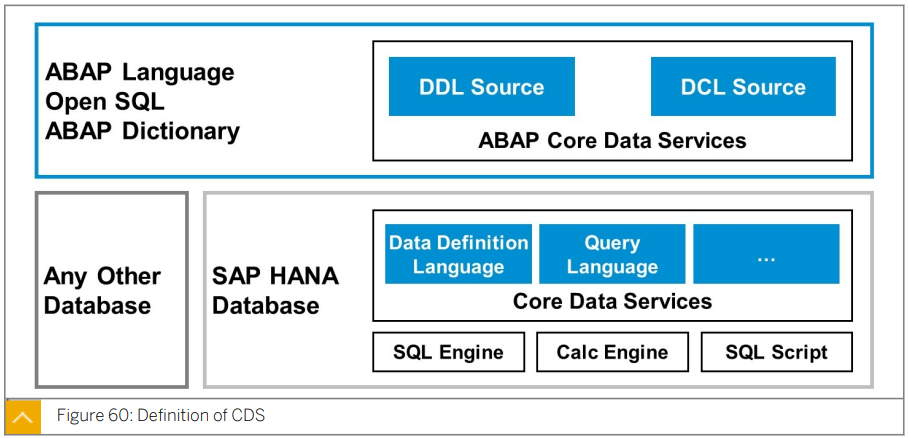 ABAP Language
Open SQL
ABAP Dictionary
DDL Source
DCL Source
ABAP Core Data Services
Any Other
Database
SAP HANA
Database
Data Definition
Language
Query
Language
...
Core Data Services
SQL Engine
Calc Engine
SQL Script
Figure 60: Definition of CDS